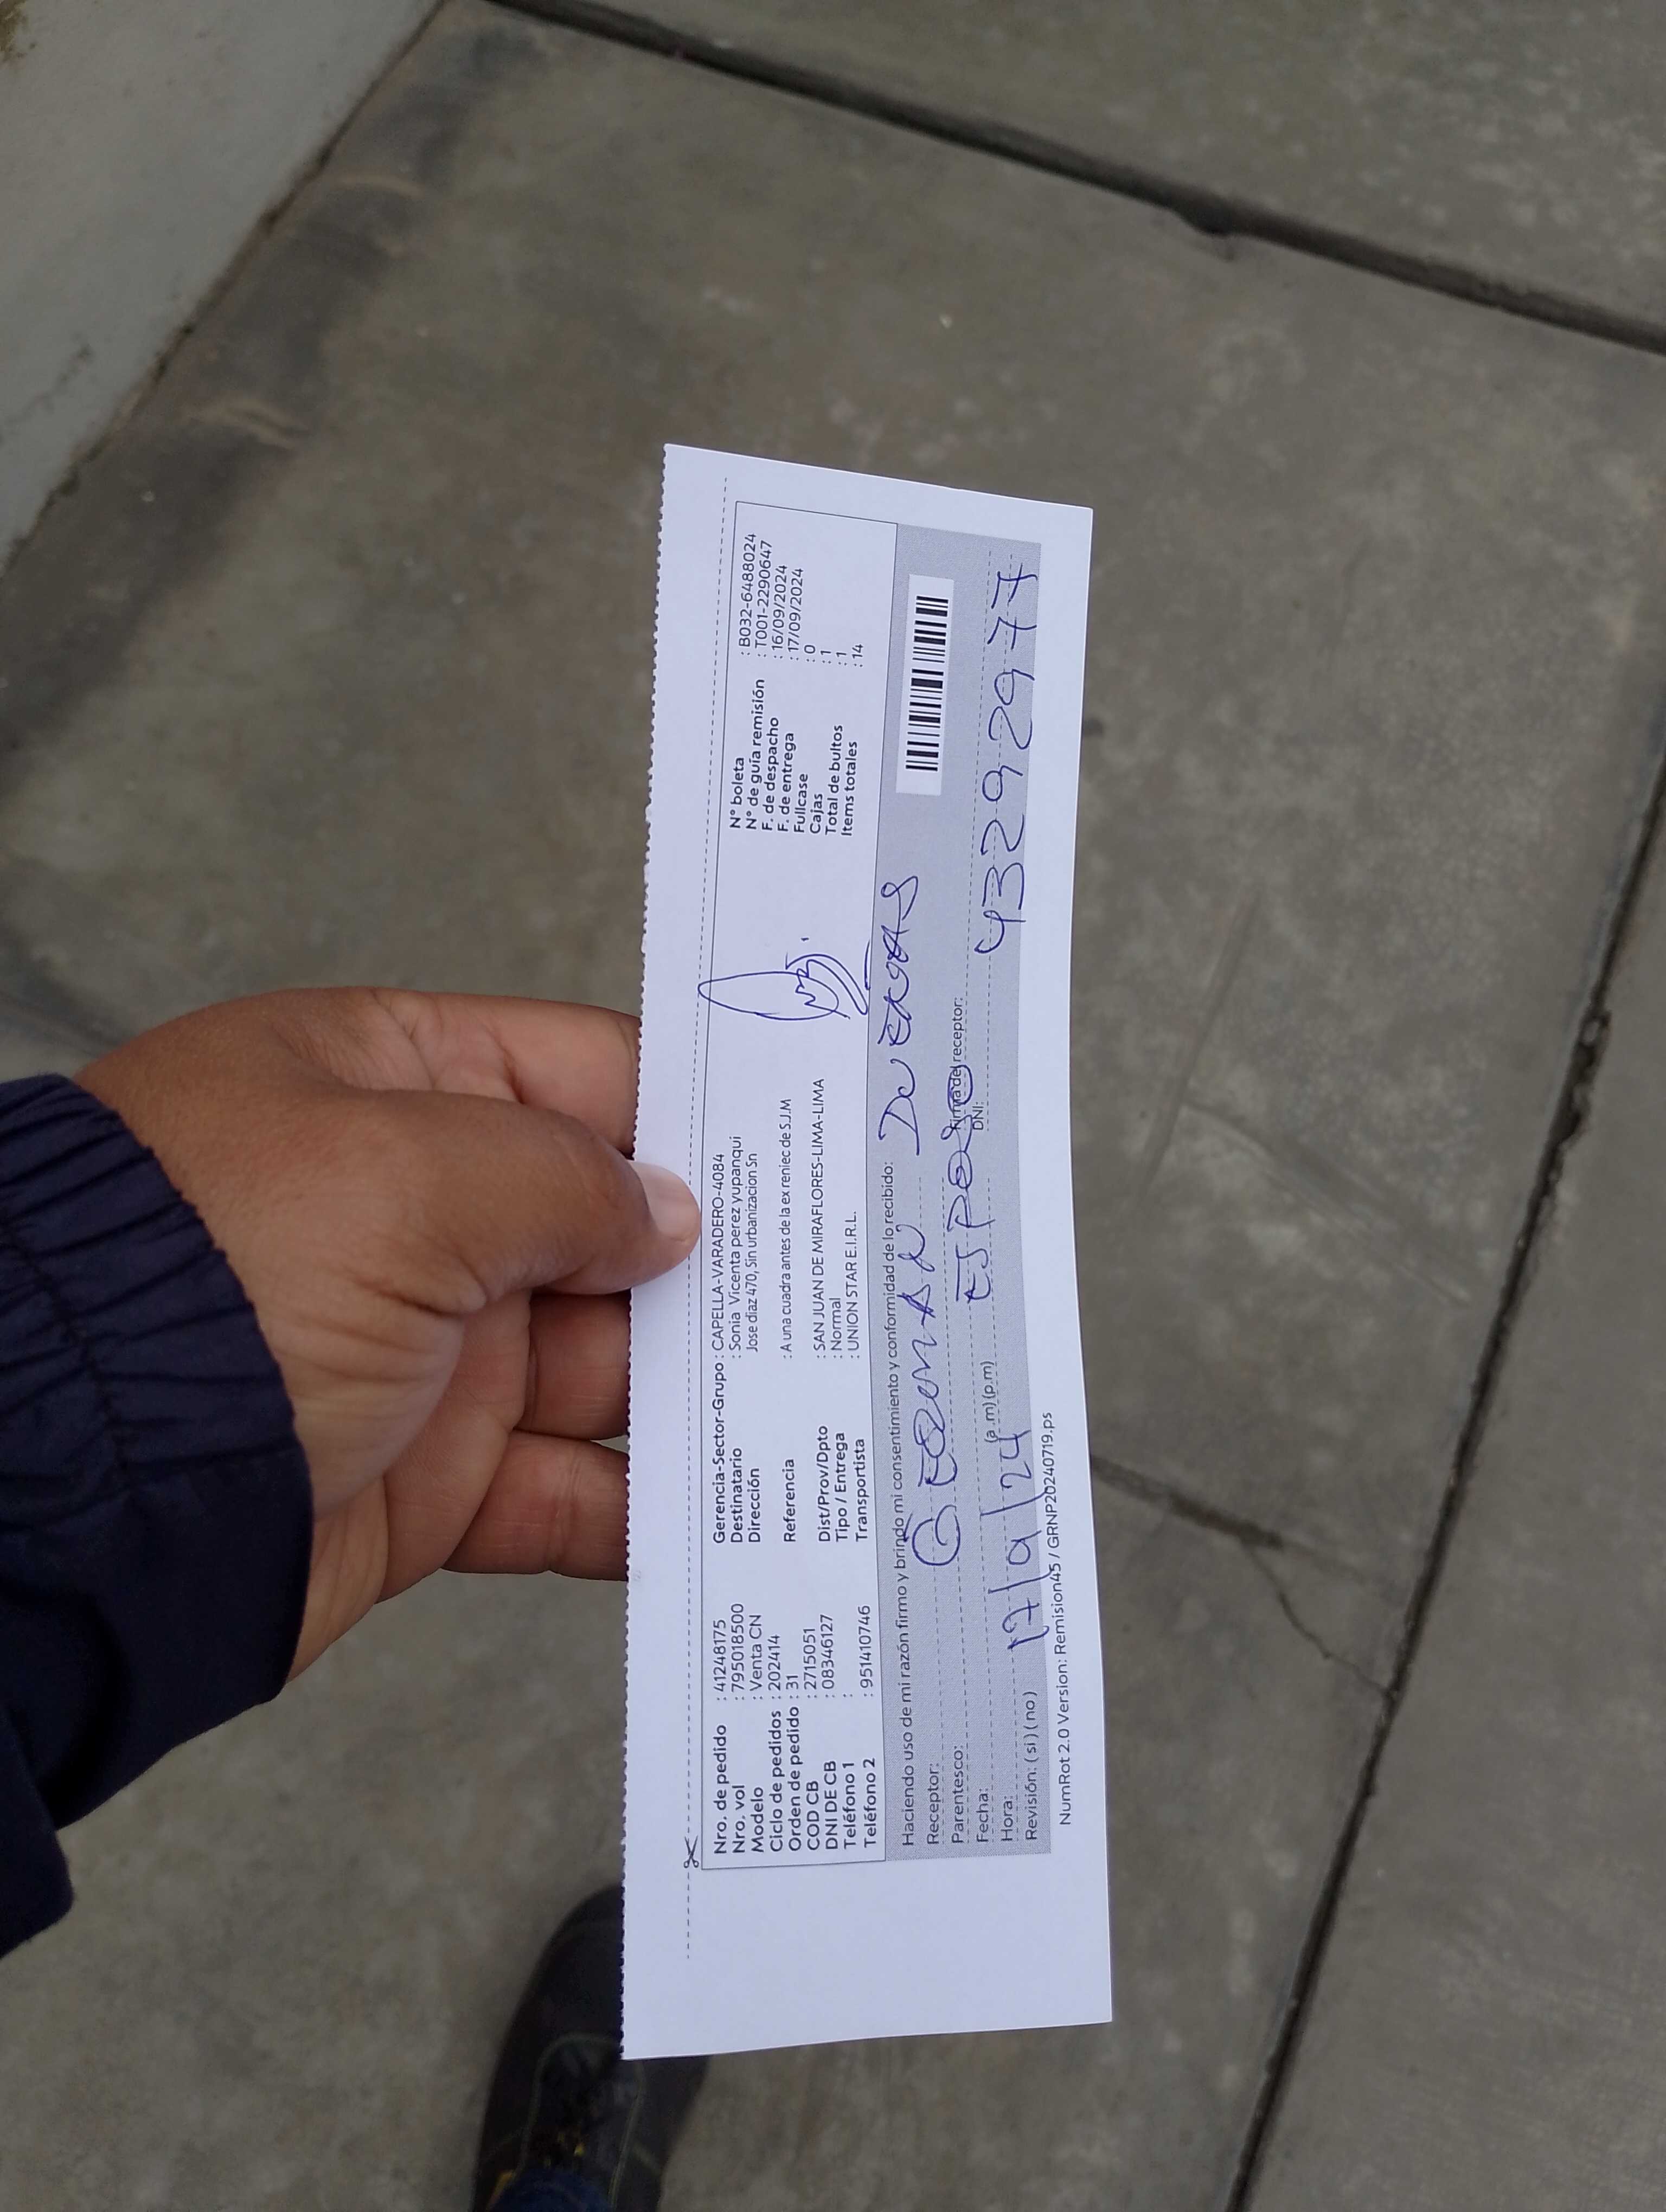 Nro. de pedido : 41248175
Nro. vol : 795018500
Modelo : Venta CN
Ciclo de pedidos : 202414
Orden de pedido : 31
COD CB : 2715051
DNI DE CB : 08346127
Teléfono 1 :
Teléfono 2 : 951410746
Gerencia-Sector-Grupo : CAPELLA-VARADERO-4084
Destinatario : Sonia Vicenta perez yupanqui
Dirección Jose diaz 470, Sin urbanizacion Sn
Referencia : A una cuadra antes de la ex reniec de S.J.M
Dist/Prov/Dpto : SAN JUAN DE MIRAFLORES-LIMA-LIMA
Tipo / Entrega : Normal
Transportista : UNION STAR E.I.R.L.
N° boleta : B032-6488024
N° de guía remisión : T001-2290647
F. de despacho : 16/09/2024
F. de entrega : 17/09/2024
Fullcase : 0
Cajas : 1
Total de bultos : 1
Items totales : 14
Haciendo uso de mi razón firmo y brindo mi consentimiento y conformidad de lo recibido:
Receptor:
Parentesco:
Firma del receptor:
Fecha: 17/9/24
DNI: 43292977
Hora: (a.m)(p.m)
Revisión: ( si ) ( no )
NumRot 2.0 Version: Remision45 / GRNP20240719.ps